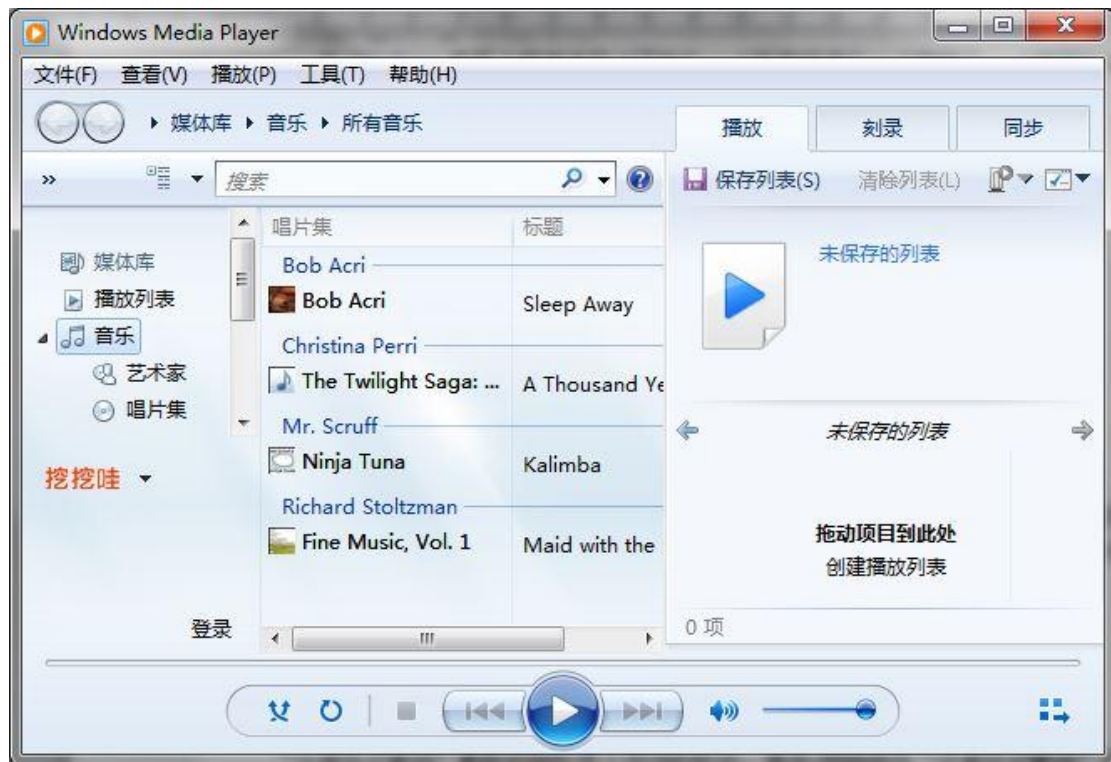 Windows Media Player
文件(F) 查看(V) 播放(P) 工具(T) 帮助(H)
媒体库 音乐 所有音乐
播放 刻录 同步
搜索
保存列表(S) 清除列表(L)
唱片集 标题
媒体库
播放列表
音乐
艺术家
唱片集
挖挖哇
登录
Bob Acri
Bob Acri Sleep Away
Christina Perri
The Twilight Saga: ... A Thousand Ye
Mr. Scruff
Ninja Tuna Kalimba
Richard Stoltzman
Fine Music, Vol. 1 Maid with the
未保存的列表
未保存的列表
拖动项目到此处
创建播放列表
0 项